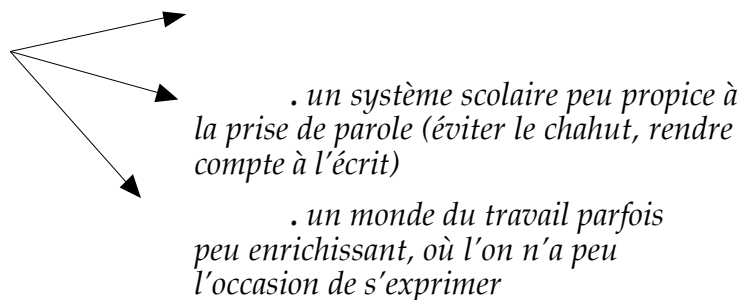 . un système scolaire peu propice à
la prise de parole (éviter le chahut, rendre
compte à l'écrit)
. un monde du travail parfois
peu enrichissant, où l'on n'a peu
l'occasion de s'exprimer